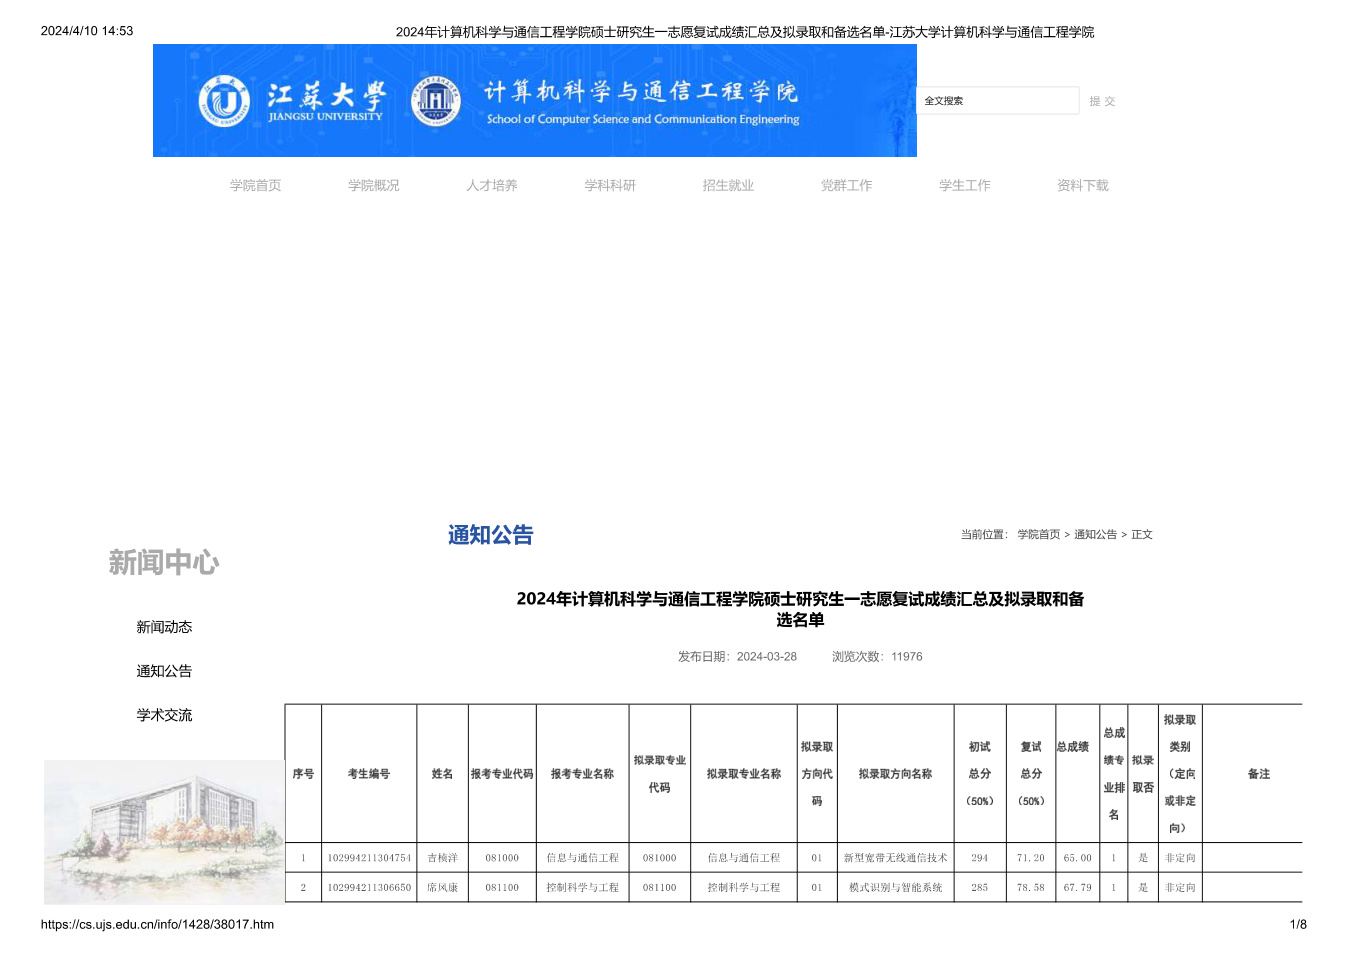 2024/4/10 14:53
2024年计算机科学与通信工程学院硕士研究生一志愿复试成绩汇总及拟录取和备选名单-江苏大学计算机科学与通信工程学院
江苏大学
JIANGSU UNIVERSITY
计算机科学与通信工程学院
School of Computer Science and Communication Engineering
全文搜索
提 交
学院首页 学院概况 人才培养 学科科研 招生就业 党群工作 学生工作 资料下载
通知公告
当前位置： 学院首页 > 通知公告 > 正文
新闻中心
新闻动态
通知公告
学术交流
2024年计算机科学与通信工程学院硕士研究生一志愿复试成绩汇总及拟录取和备
选名单
发布日期：2024-03-28 浏览次数：11976
序号 考生编号 姓名 报考专业代码 报考专业名称 拟录取专业代码 拟录取专业名称 拟录取方向代码 拟录取方向名称 初试总分（50%） 复试总分（50%） 总成绩 总成绩专业排名 拟录取否 拟录取类别（定向或非定向） 备注
1 102994211304754 吉桢洋 081000 信息与通信工程 081000 信息与通信工程 01 新型宽带无线通信技术 294 71.20 65.00 1 是 非定向
2 102994211306650 席风康 081100 控制科学与工程 081100 控制科学与工程 01 模式识别与智能系统 285 78.58 67.79 1 是 非定向
https://cs.ujs.edu.cn/info/1428/38017.htm
1/8